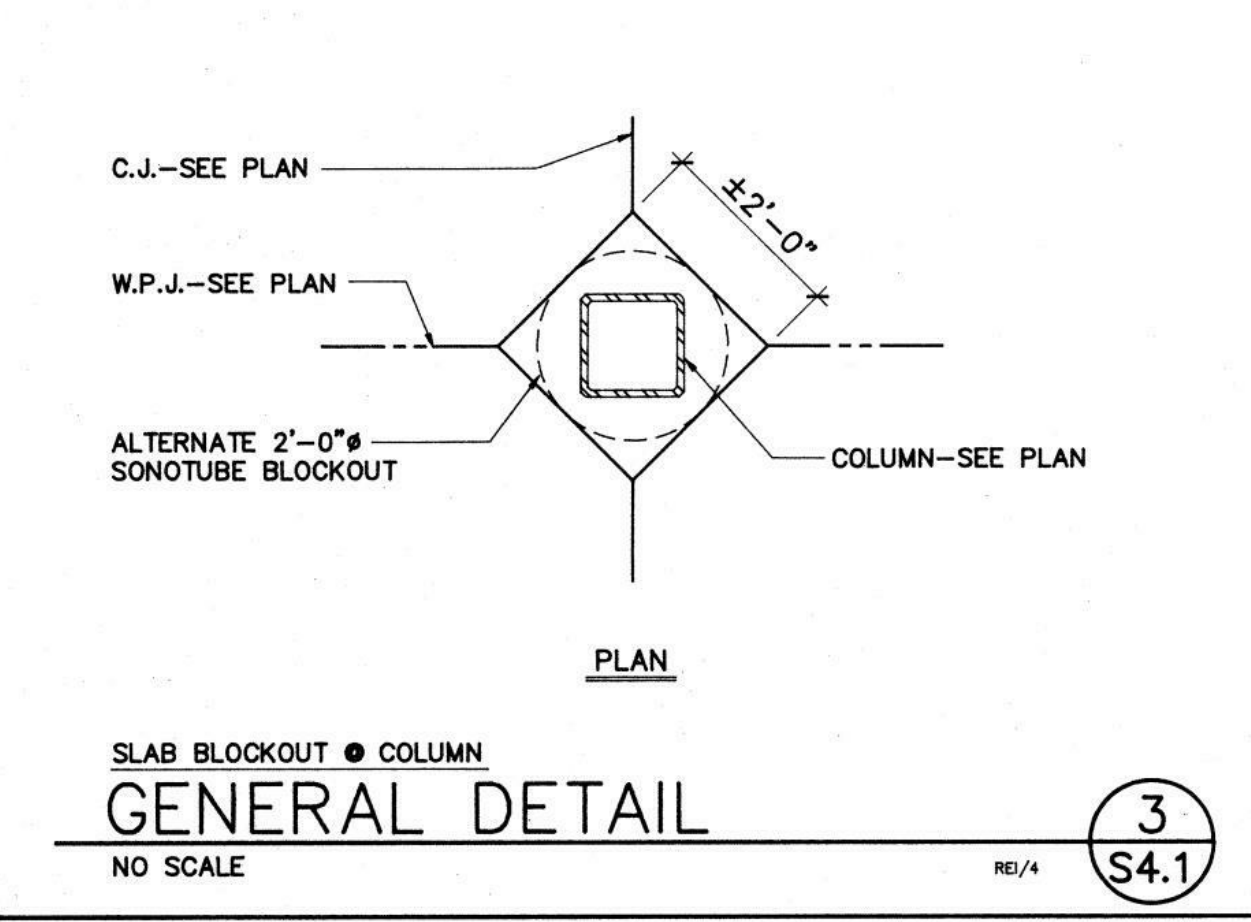 C.J.–SEE PLAN
±2'–0"
W.P.J.–SEE PLAN
ALTERNATE 2'–0"ø
SONOTUBE BLOCKOUT
COLUMN–SEE PLAN
PLAN
SLAB BLOCKOUT @ COLUMN
GENERAL DETAIL
NO SCALE
REI/4
3
S4.1